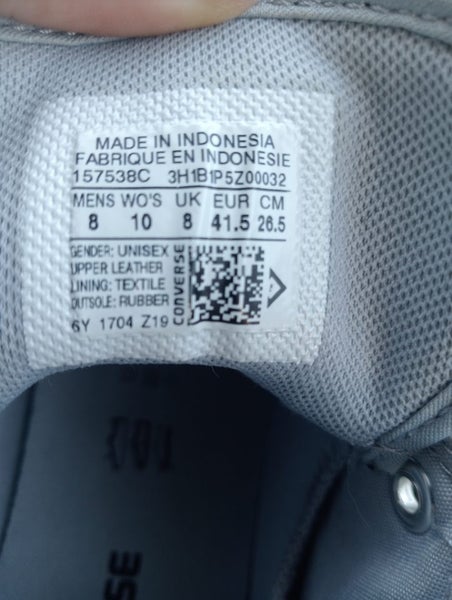 MADE IN INDONESIA
FABRIQUE EN INDONESIE
157538C 3H1B1P5Z00032
MENS WO'S UK EUR CM
8 10 8 41.5 26.5
GENDER: UNISEX
UPPER LEATHER
LINING: TEXTILE
OUTSOLE: RUBBER
6Y 1704 Z19
CONVERSE